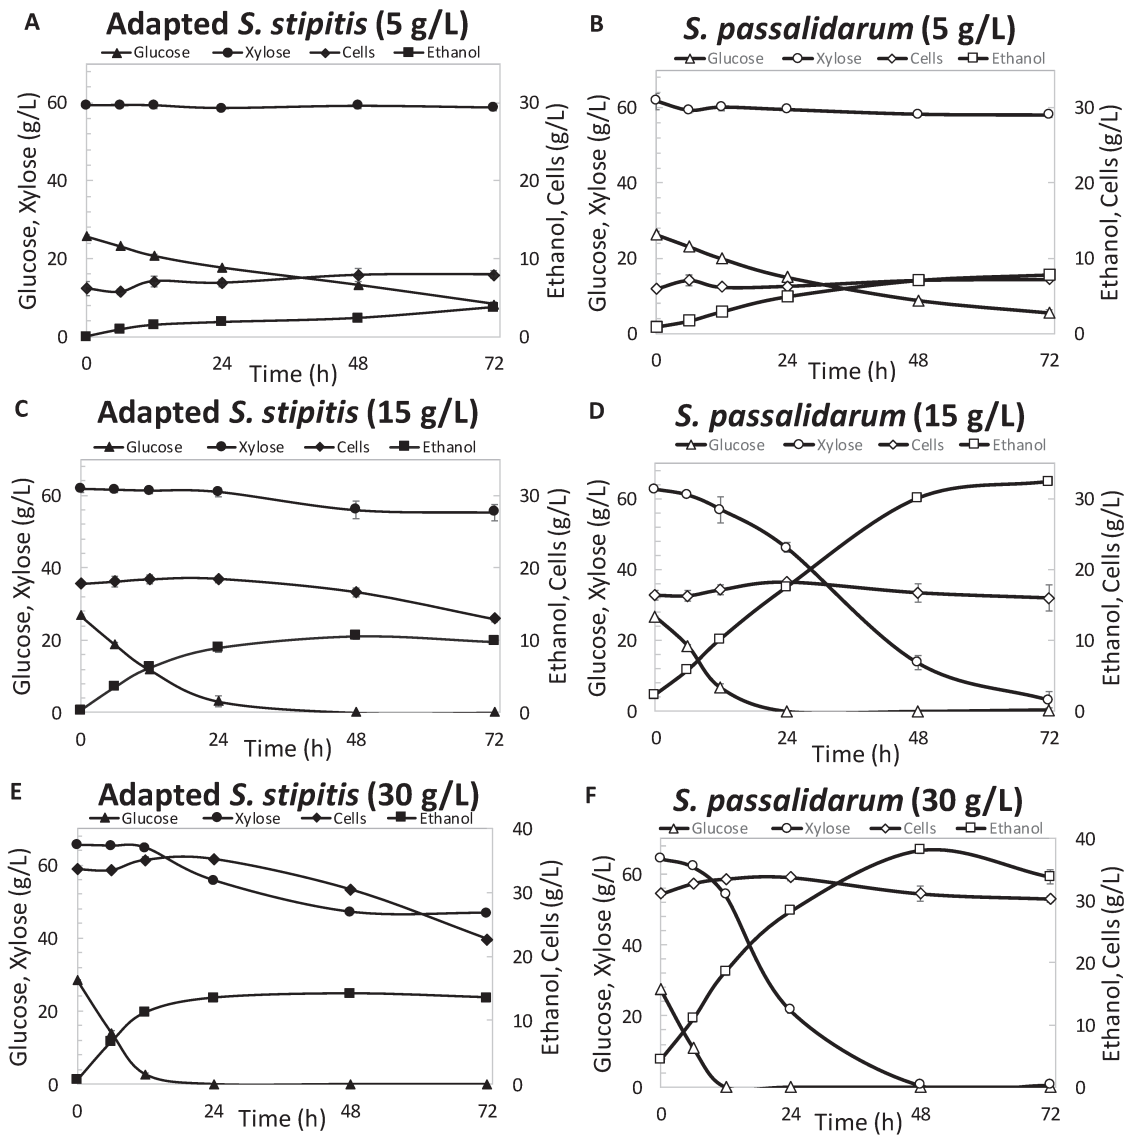 A
Adapted S. stipitis (5 g/L)
Glucose Xylose Cells Ethanol
Glucose, Xylose (g/L)
60
40
20
0
30
20
10
0
Ethanol, Cells (g/L)
0 24 48 72
Time (h)
B
S. passalidarum (5 g/L)
Glucose Xylose Cells Ethanol
Glucose, Xylose (g/L)
60
40
20
0
30
20
10
0
Ethanol, Cells (g/L)
0 24 48 72
Time (h)
C
Adapted S. stipitis (15 g/L)
Glucose Xylose Cells Ethanol
Glucose, Xylose (g/L)
60
40
20
0
30
20
10
0
Ethanol, Cells (g/L)
0 24 48 72
Time (h)
D
S. passalidarum (15 g/L)
Glucose Xylose Cells Ethanol
Glucose, Xylose (g/L)
60
40
20
0
30
20
10
0
Ethanol, Cells (g/L)
0 24 48 72
Time (h)
E
Adapted S. stipitis (30 g/L)
Glucose Xylose Cells Ethanol
Glucose, Xylose (g/L)
60
40
20
0
40
30
20
10
0
Ethanol, Cells (g/L)
0 24 48 72
Time (h)
F
S. passalidarum (30 g/L)
Glucose Xylose Cells Ethanol
Glucose, Xylose (g/L)
60
40
20
0
40
30
20
10
0
Ethanol, Cells (g/L)
0 24 48 72
Time (h)